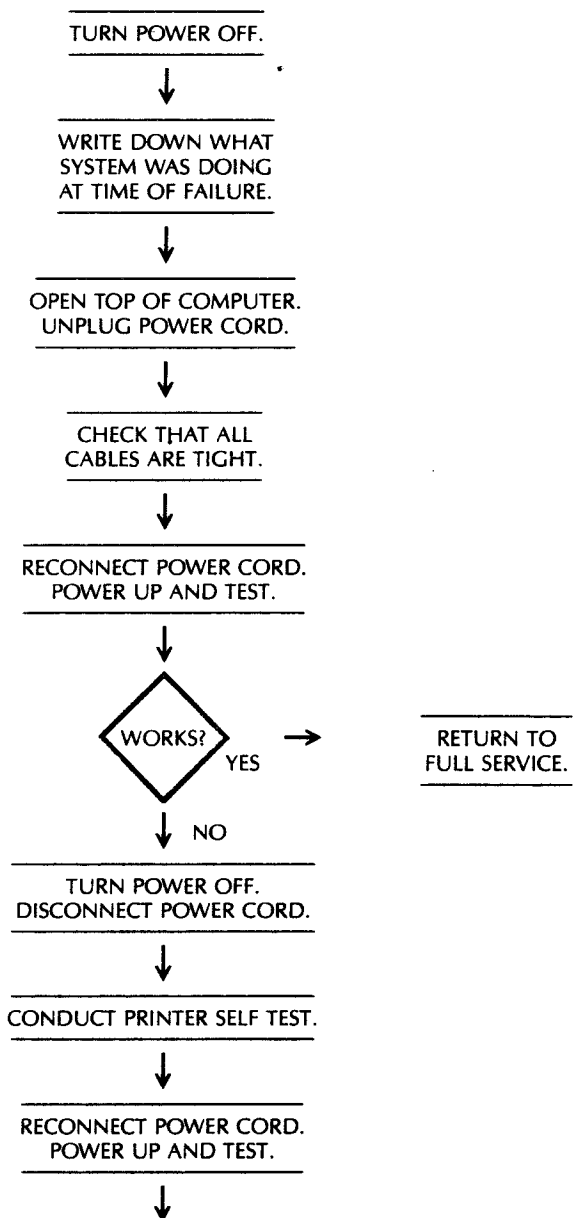 TURN POWER OFF.
WRITE DOWN WHAT
SYSTEM WAS DOING
AT TIME OF FAILURE.
OPEN TOP OF COMPUTER.
UNPLUG POWER CORD.
CHECK THAT ALL
CABLES ARE TIGHT.
RECONNECT POWER CORD.
POWER UP AND TEST.
WORKS?
YES
RETURN TO
FULL SERVICE.
NO
TURN POWER OFF.
DISCONNECT POWER CORD.
CONDUCT PRINTER SELF TEST.
RECONNECT POWER CORD.
POWER UP AND TEST.